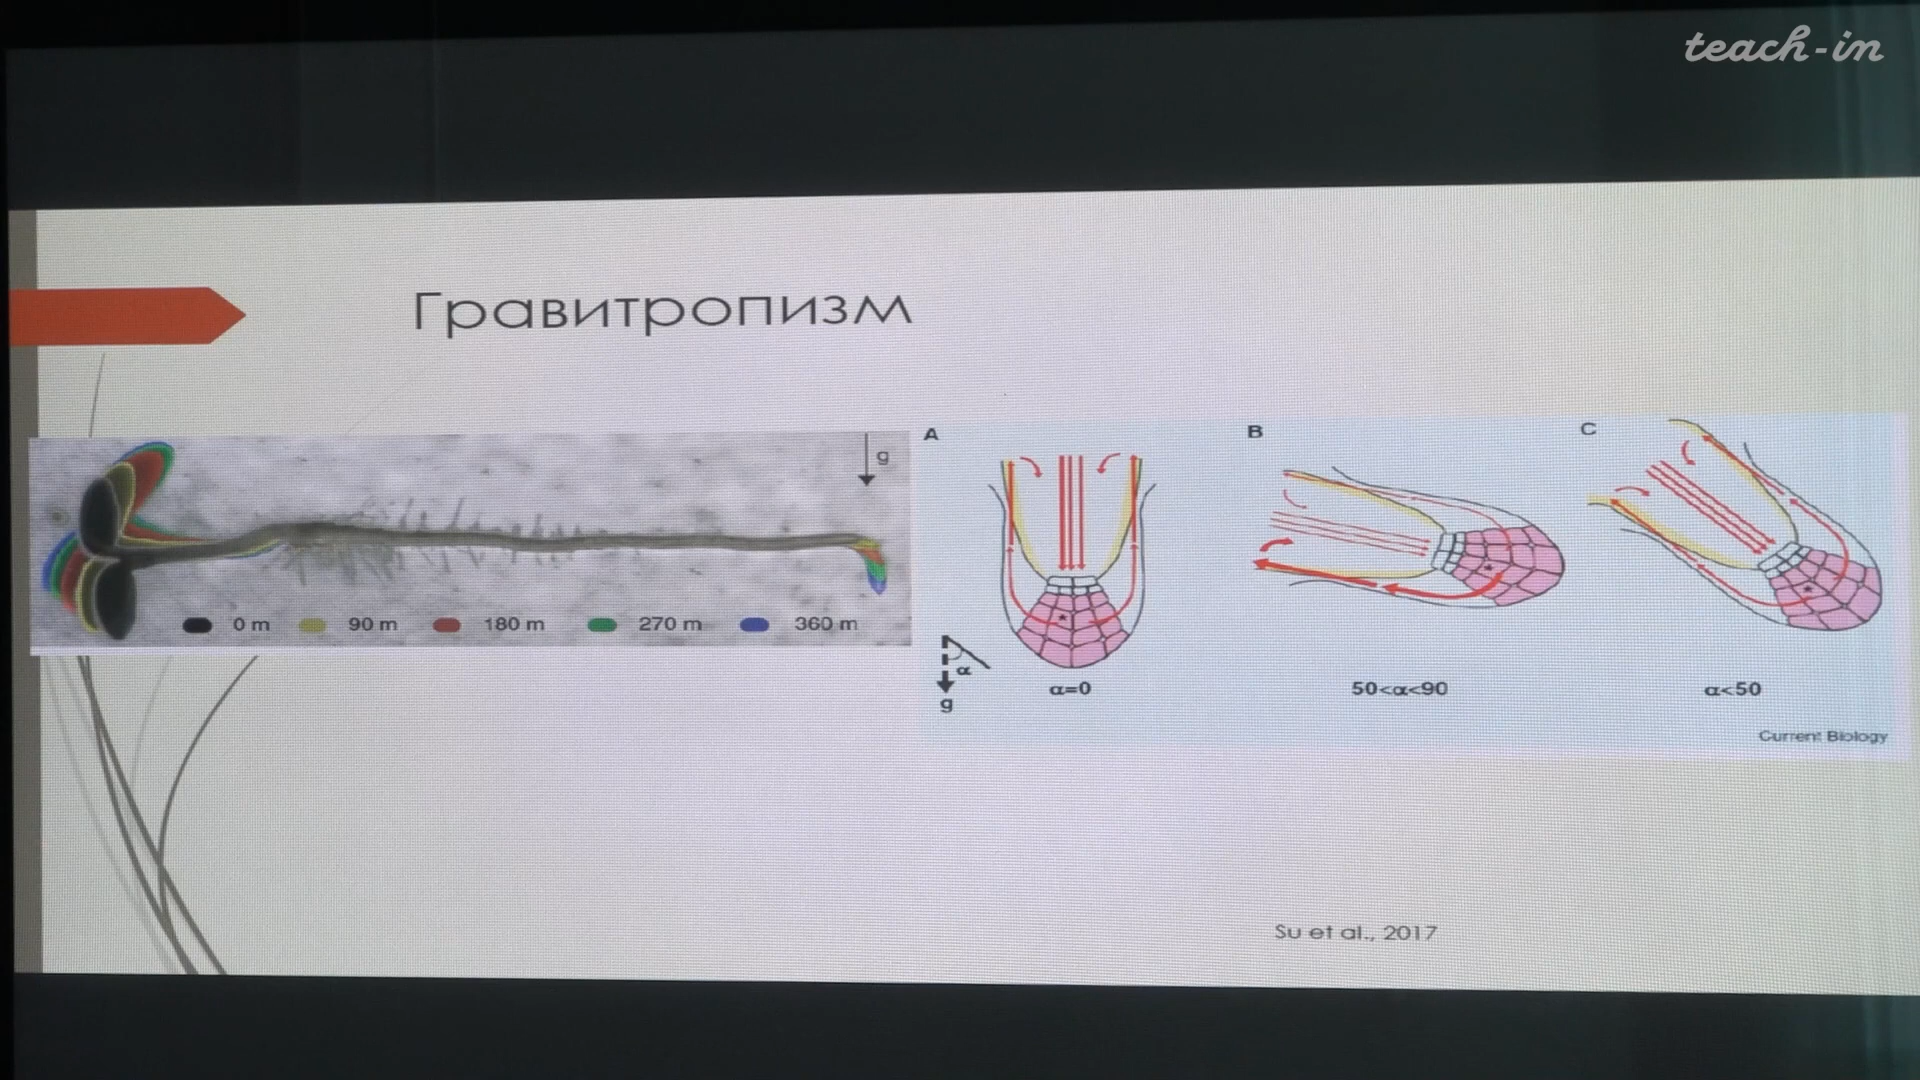 teach-in
Гравитропизм
g
0 m 90 m 180 m 270 m 360 m
A B C
α
g
α=0 50<α<90 α<50
Current Biology
Su et al., 2017